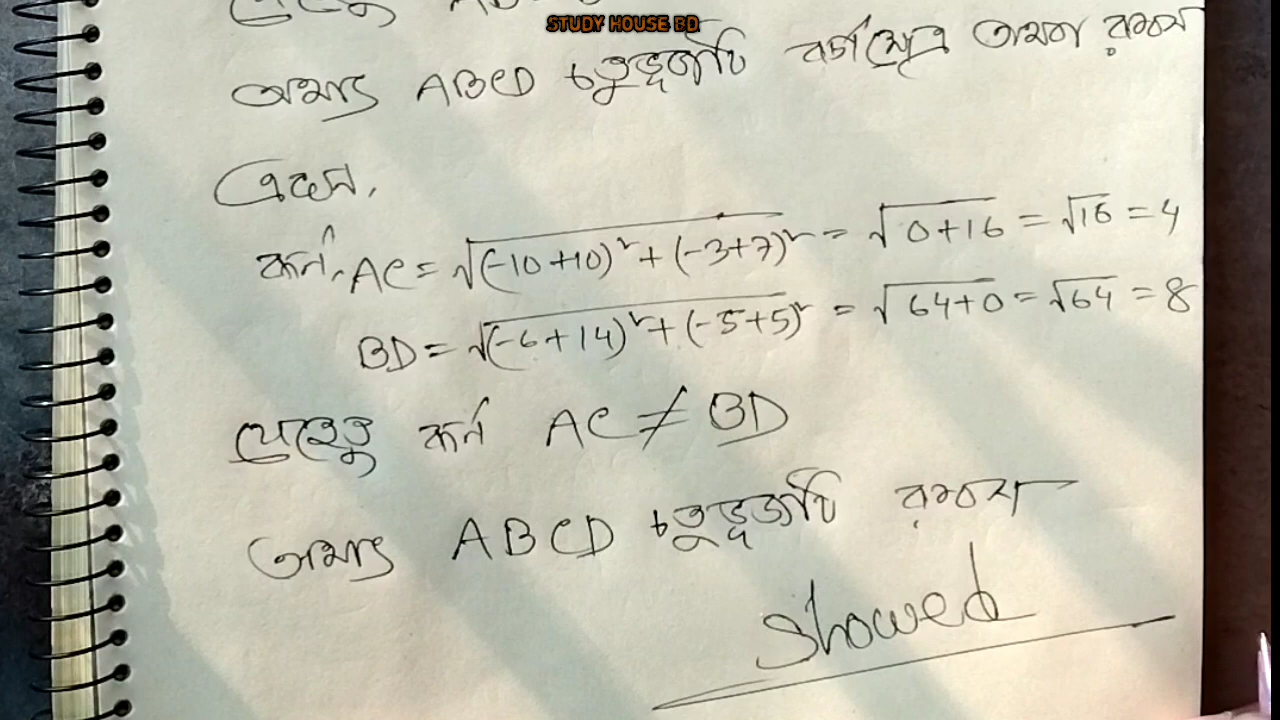 STUDY HOUSE BD
যেহেতু
অতএব ABCD চতুর্ভুজটি বর্গক্ষেত্র অথবা রম্বস
এখন,
কর্ণ, AC = √(-10+10)² + (-3+7)² = √0+16 = √16 = 4
BD = √(-6+14)² + (-5+5)² = √64+0 = √64 = 8
যেহেতু কর্ণ AC ≠ BD
অতএব ABCD চতুর্ভুজটি রম্বস
Showed